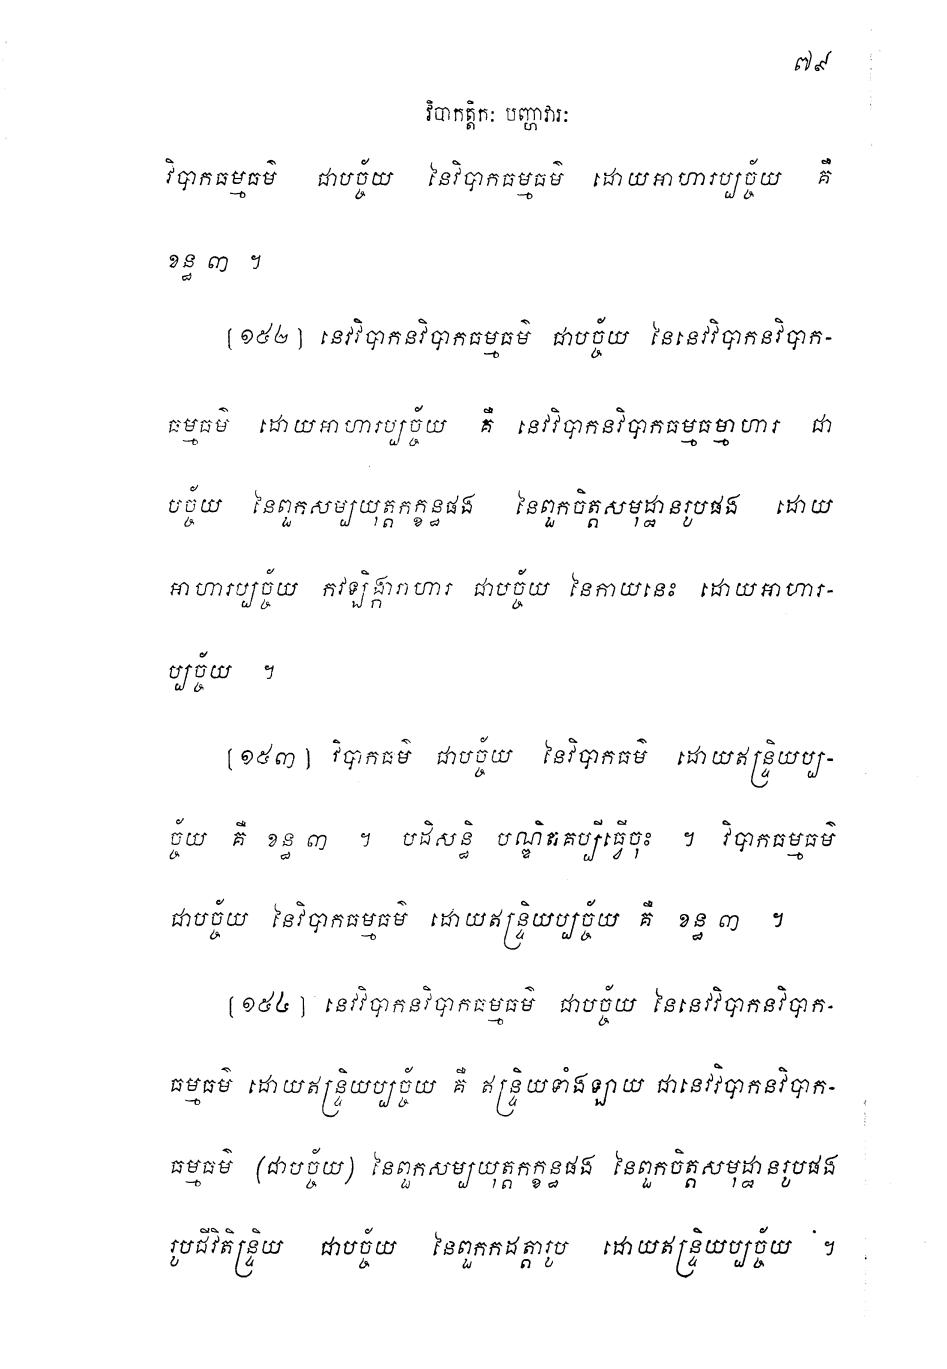 ៧៩
វិបាកត្តិកៈ បញ្ហាវារៈ
វិបាកធម្មធម៌ ជាបច្ច័យ នៃវិបាកធម្មធម៌ ដោយអាហារប្បច្ច័យ គឺ
ខន្ធ ៣ ។
[១៥២] នេវវិបាកនវិបាកធម្មធម៌ ជាបច្ច័យ នៃនេវវិបាកនវិបាក-
ធម្មធម៌ ដោយអាហារប្បច្ច័យ គឺ នេវវិបាកនវិបាកធម្មធម្មាហារ ជា
បច្ច័យ នៃពួកសម្បយុត្តកក្ខន្ធផង នៃពួកចិត្តសមុដ្ឋានរូបផង ដោយ
អាហារប្បច្ច័យ កវឡិង្ការាហារ ជាបច្ច័យ នៃកាយនេះ ដោយអាហារ-
ប្បច្ច័យ ។
[១៥៣] វិបាកធម៌ ជាបច្ច័យ នៃវិបាកធម៌ ដោយឥន្ទ្រិយប្ប-
ច្ច័យ គឺ ខន្ធ ៣ ។ បដិសន្ធិ បណ្ឌិតគប្បីធ្វើចុះ ។ វិបាកធម្មធម៌
ជាបច្ច័យ នៃវិបាកធម្មធម៌ ដោយឥន្ទ្រិយប្បច្ច័យ គឺ ខន្ធ ៣ ។
[១៥៤] នេវវិបាកនវិបាកធម្មធម៌ ជាបច្ច័យ នៃនេវវិបាកនវិបាក-
ធម្មធម៌ ដោយឥន្ទ្រិយប្បច្ច័យ គឺ ឥន្ទ្រិយទាំងឡាយ ជានេវវិបាកនវិបាក-
ធម្មធម៌ (ជាបច្ច័យ) នៃពួកសម្បយុត្តកក្ខន្ធផង នៃពួកចិត្តសមុដ្ឋានរូបផង
រូបជីវិតិន្ទ្រិយ ជាបច្ច័យ នៃពួកកដត្តារូប ដោយឥន្ទ្រិយប្បច្ច័យ ។